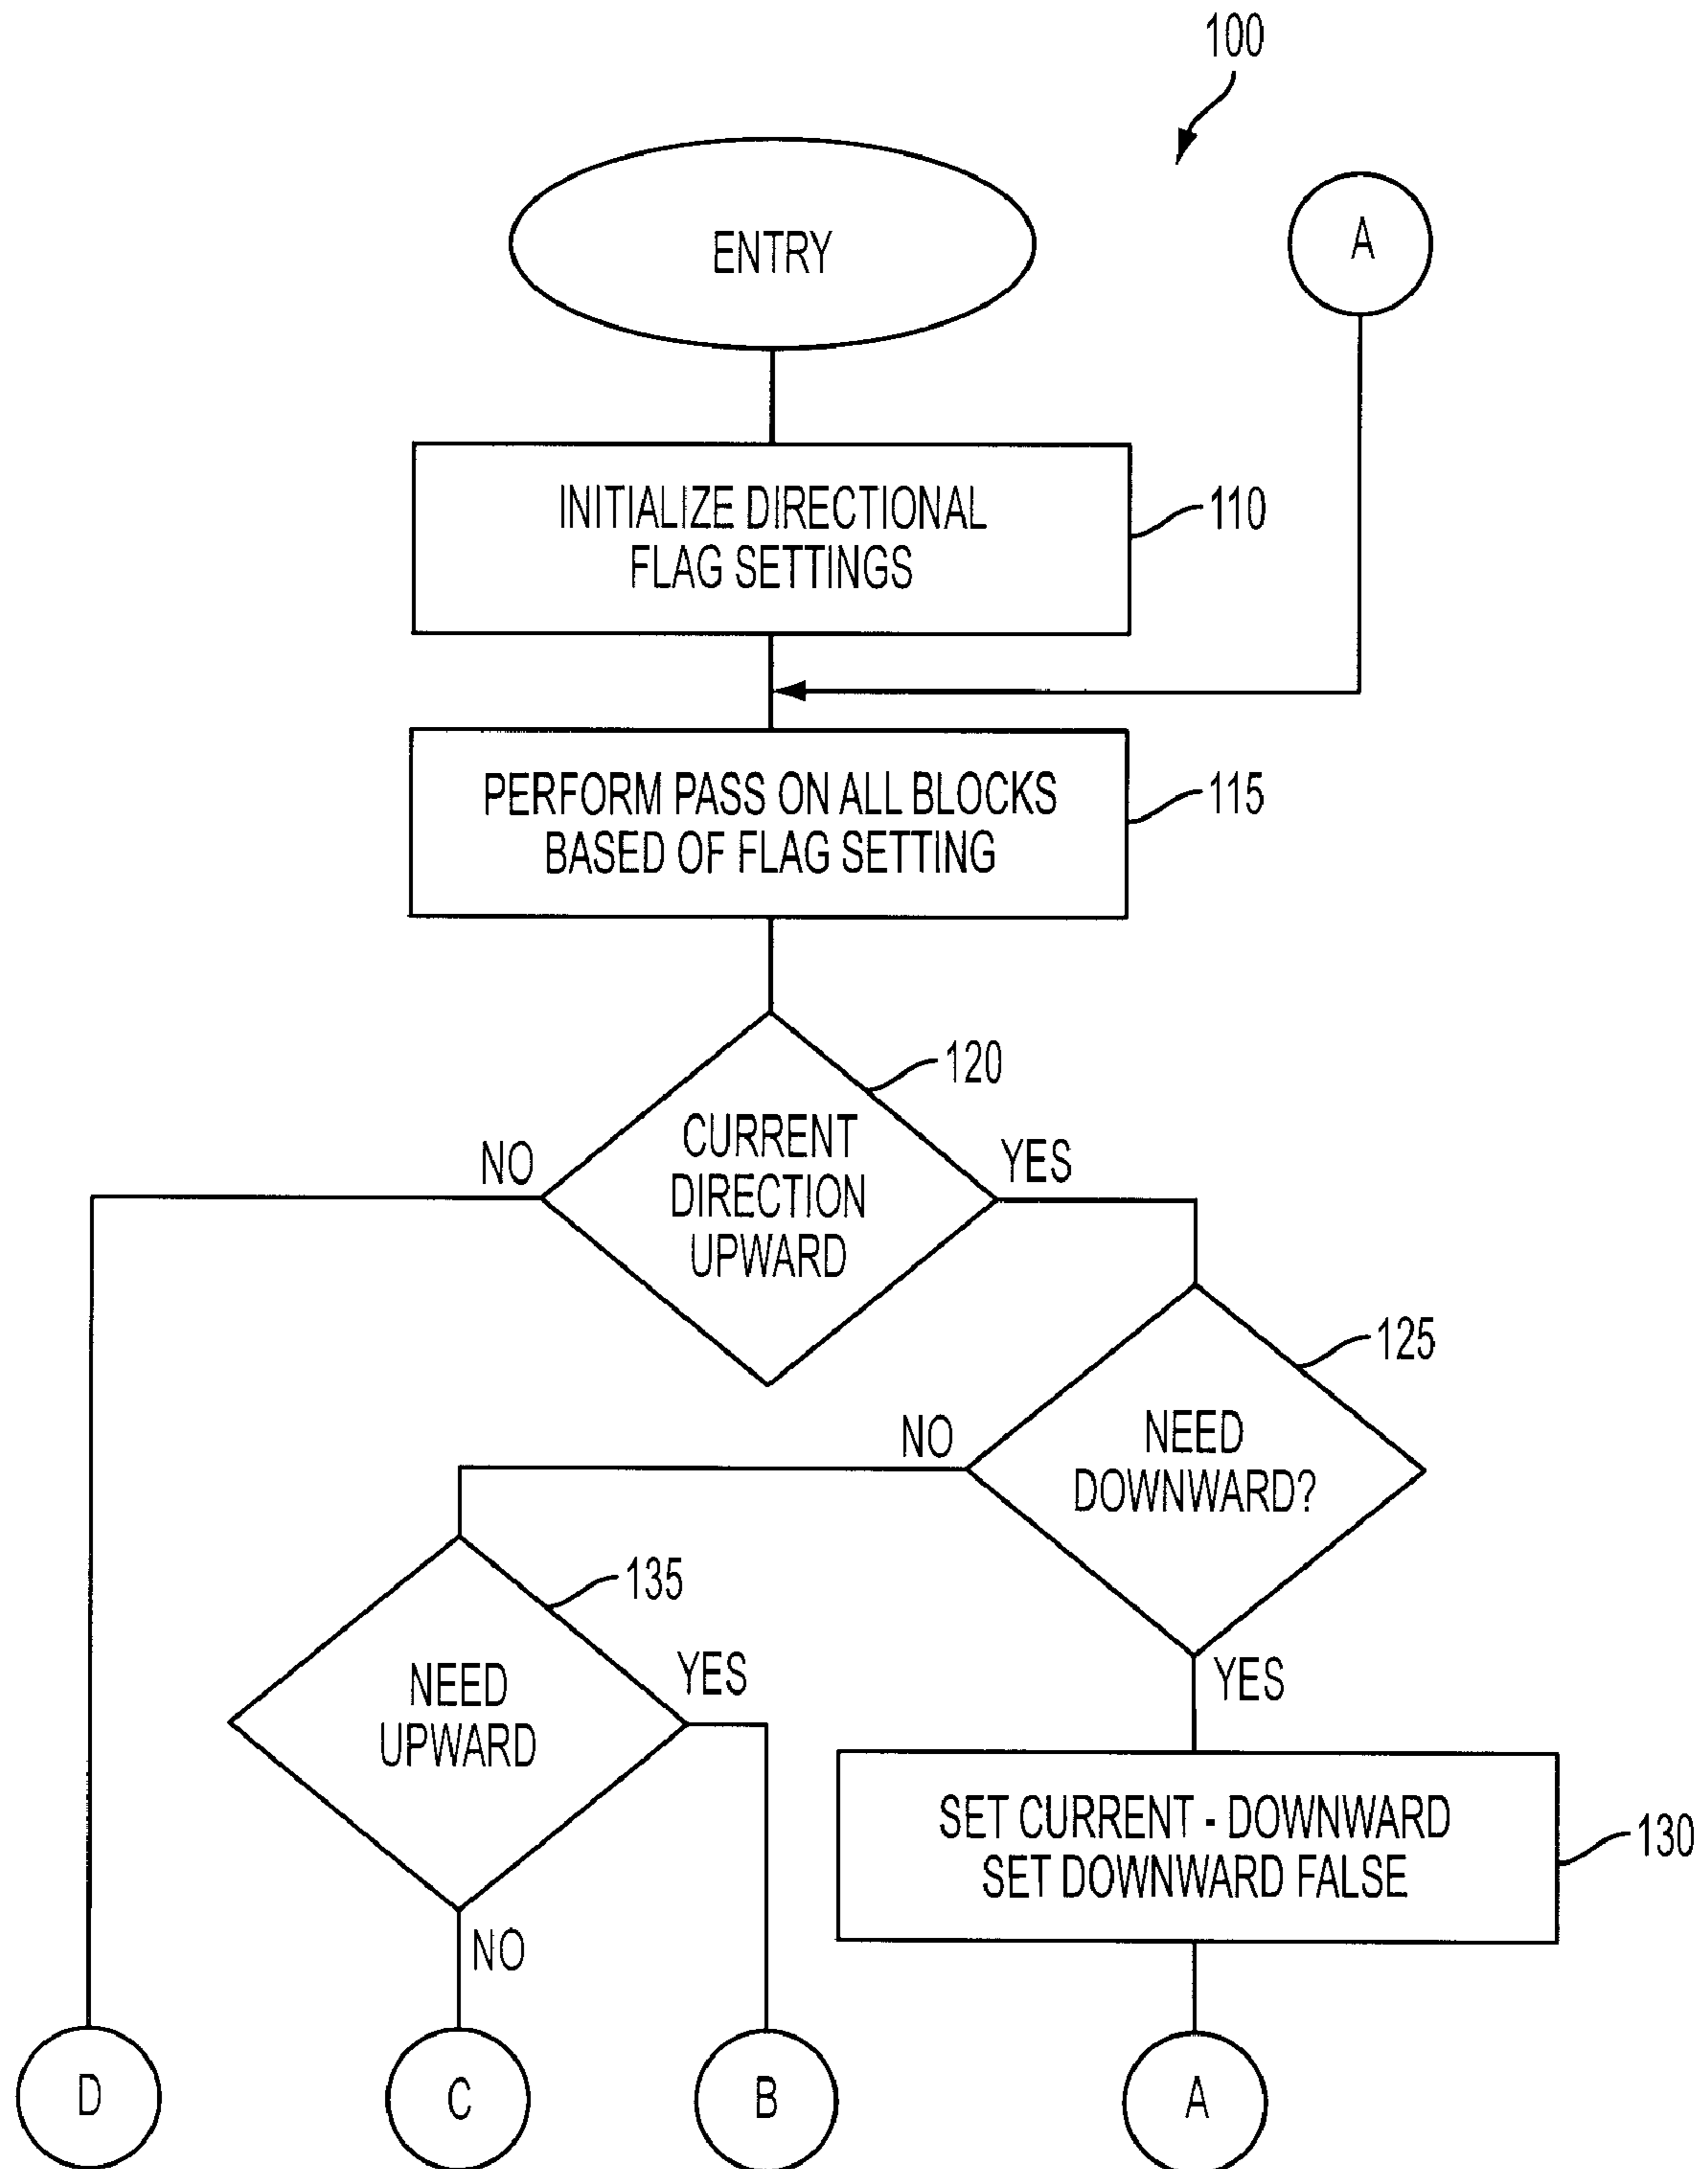 100
ENTRY
A
INITIALIZE DIRECTIONAL
FLAG SETTINGS
110
PERFORM PASS ON ALL BLOCKS
BASED OF FLAG SETTING
115
120
CURRENT
DIRECTION
UPWARD
NO
YES
125
NEED
DOWNWARD?
NO
YES
135
NEED
UPWARD
YES
NO
SET CURRENT - DOWNWARD
SET DOWNWARD FALSE
130
D
C
B
A